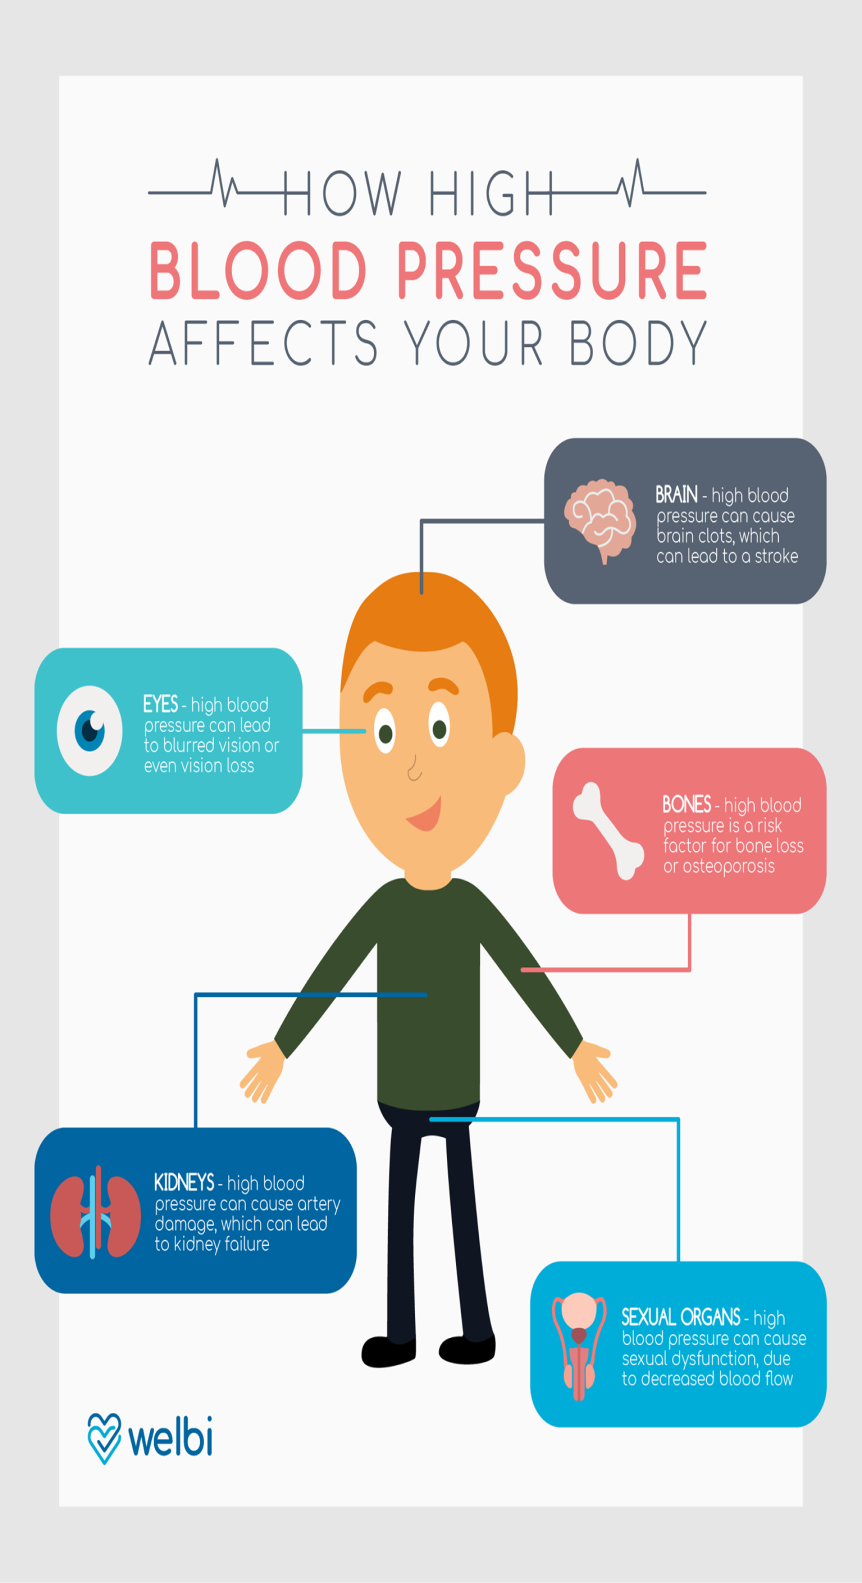 HOW HIGH
BLOOD PRESSURE
AFFECTS YOUR BODY
BRAIN - high blood
pressure can cause
brain clots, which
can lead to a stroke
EYES - high blood
pressure can lead
to blurred vision or
even vision loss
BONES - high blood
pressure is a risk
factor for bone loss
or osteoporosis
KIDNEYS - high blood
pressure can cause artery
damage, which can lead
to kidney failure
SEXUAL ORGANS - high
blood pressure can cause
sexual dysfunction, due
to decreased blood flow
welbi